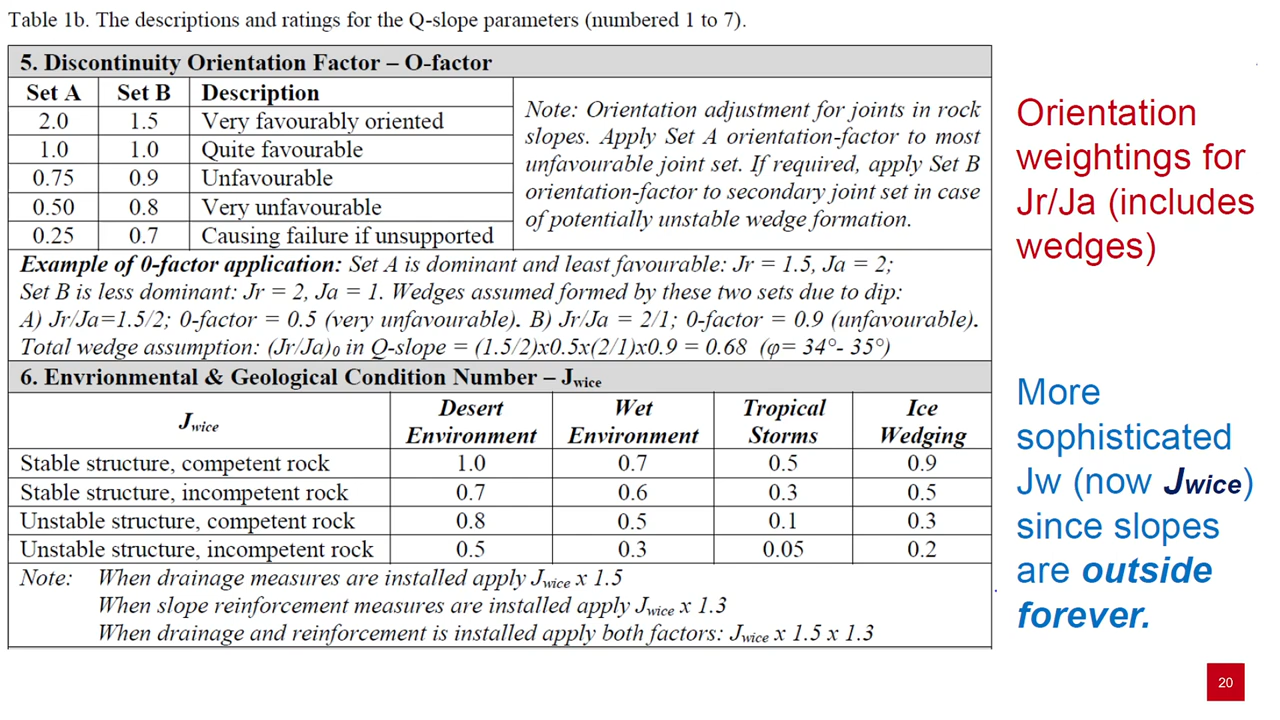 Table 1b. The descriptions and ratings for the Q-slope parameters (numbered 1 to 7).
5. Discontinuity Orientation Factor – O-factor
Set A Set B Description
2.0 1.5 Very favourably oriented
1.0 1.0 Quite favourable
0.75 0.9 Unfavourable
0.50 0.8 Very unfavourable
0.25 0.7 Causing failure if unsupported
Note: Orientation adjustment for joints in rock
slopes. Apply Set A orientation-factor to most
unfavourable joint set. If required, apply Set B
orientation-factor to secondary joint set in case
of potentially unstable wedge formation.
Example of 0-factor application: Set A is dominant and least favourable: Jr = 1.5, Ja = 2;
Set B is less dominant: Jr = 2, Ja = 1. Wedges assumed formed by these two sets due to dip:
A) Jr/Ja=1.5/2; 0-factor = 0.5 (very unfavourable). B) Jr/Ja = 2/1; 0-factor = 0.9 (unfavourable).
Total wedge assumption: (Jr/Ja)₀ in Q-slope = (1.5/2)x0.5x(2/1)x0.9 = 0.68 (φ= 34°- 35°)
6. Envrionmental & Geological Condition Number – Jwice
Jwice Desert Environment Wet Environment Tropical Storms Ice Wedging
Stable structure, competent rock 1.0 0.7 0.5 0.9
Stable structure, incompetent rock 0.7 0.6 0.3 0.5
Unstable structure, competent rock 0.8 0.5 0.1 0.3
Unstable structure, incompetent rock 0.5 0.3 0.05 0.2
Note: When drainage measures are installed apply Jwice x 1.5
When slope reinforcement measures are installed apply Jwice x 1.3
When drainage and reinforcement is installed apply both factors: Jwice x 1.5 x 1.3
Orientation
weightings for
Jr/Ja (includes
wedges)
More
sophisticated
Jw (now Jwice)
since slopes
are outside
forever.
20